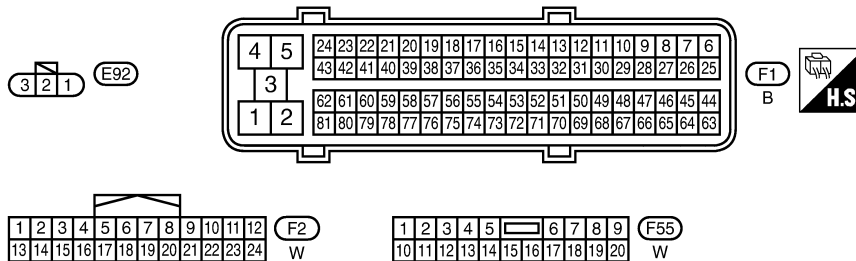 4 5 24 23 22 21 20 19 18 17 16 15 14 13 12 11 10 9 8 7 6
43 42 41 40 39 38 37 36 35 34 33 32 31 30 29 28 27 26 25
3
62 61 60 59 58 57 56 55 54 53 52 51 50 49 48 47 46 45 44
1 2 81 80 79 78 77 76 75 74 73 72 71 70 69 68 67 66 65 64 63
3 2 1 E92
F1
B
H.S
1 2 3 4 5 6 7 8 9 10 11 12 F2
13 14 15 16 17 18 19 20 21 22 23 24 W
1 2 3 4 5 6 7 8 9 F55
10 11 12 13 14 15 16 17 18 19 20 W